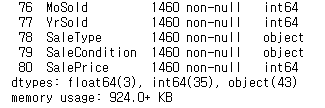 76 MoSold 1460 non-null int64
77 YrSold 1460 non-null int64
78 SaleType 1460 non-null object
79 SaleCondition 1460 non-null object
80 SalePrice 1460 non-null int64
dtypes: float64(3), int64(35), object(43)
memory usage: 924.0+ KB